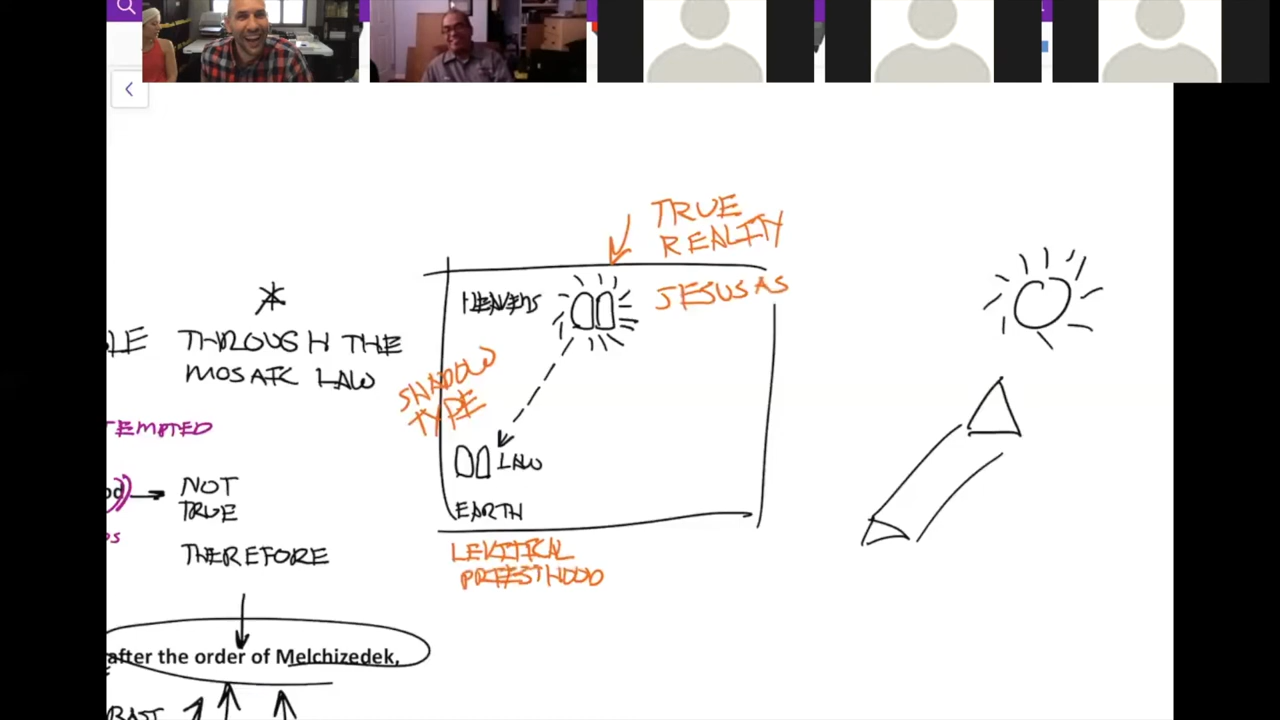 TRUE
REALITY
HEAVENS
JESUS AS
THROUGH THE
MOSAIC LAW
SHADOW
TYPE
TEMPTED
LAW
NOT
TRUE
EARTH
THEREFORE
LEVITICAL
PRIESTHOOD
after the order of Melchizedek,